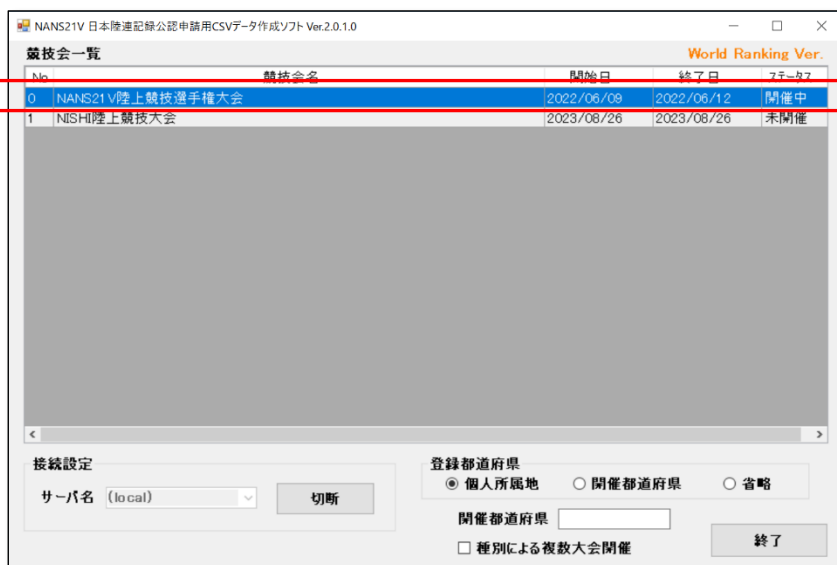 NANS21V 日本陸連記録公認申請用CSVデータ作成ソフト Ver.2.0.1.0
競技会一覧 World Ranking Ver.
No 競技会名 開始日 終了日 ステータス
0 NANS21V陸上競技選手権大会 2022/06/09 2022/06/12 開催中
1 NISHI陸上競技大会 2023/08/26 2023/08/26 未開催
接続設定
サーバ名 (local) 切断
登録都道府県
個人所属地 開催都道府県 省略
開催都道府県
種別による複数大会開催
終了